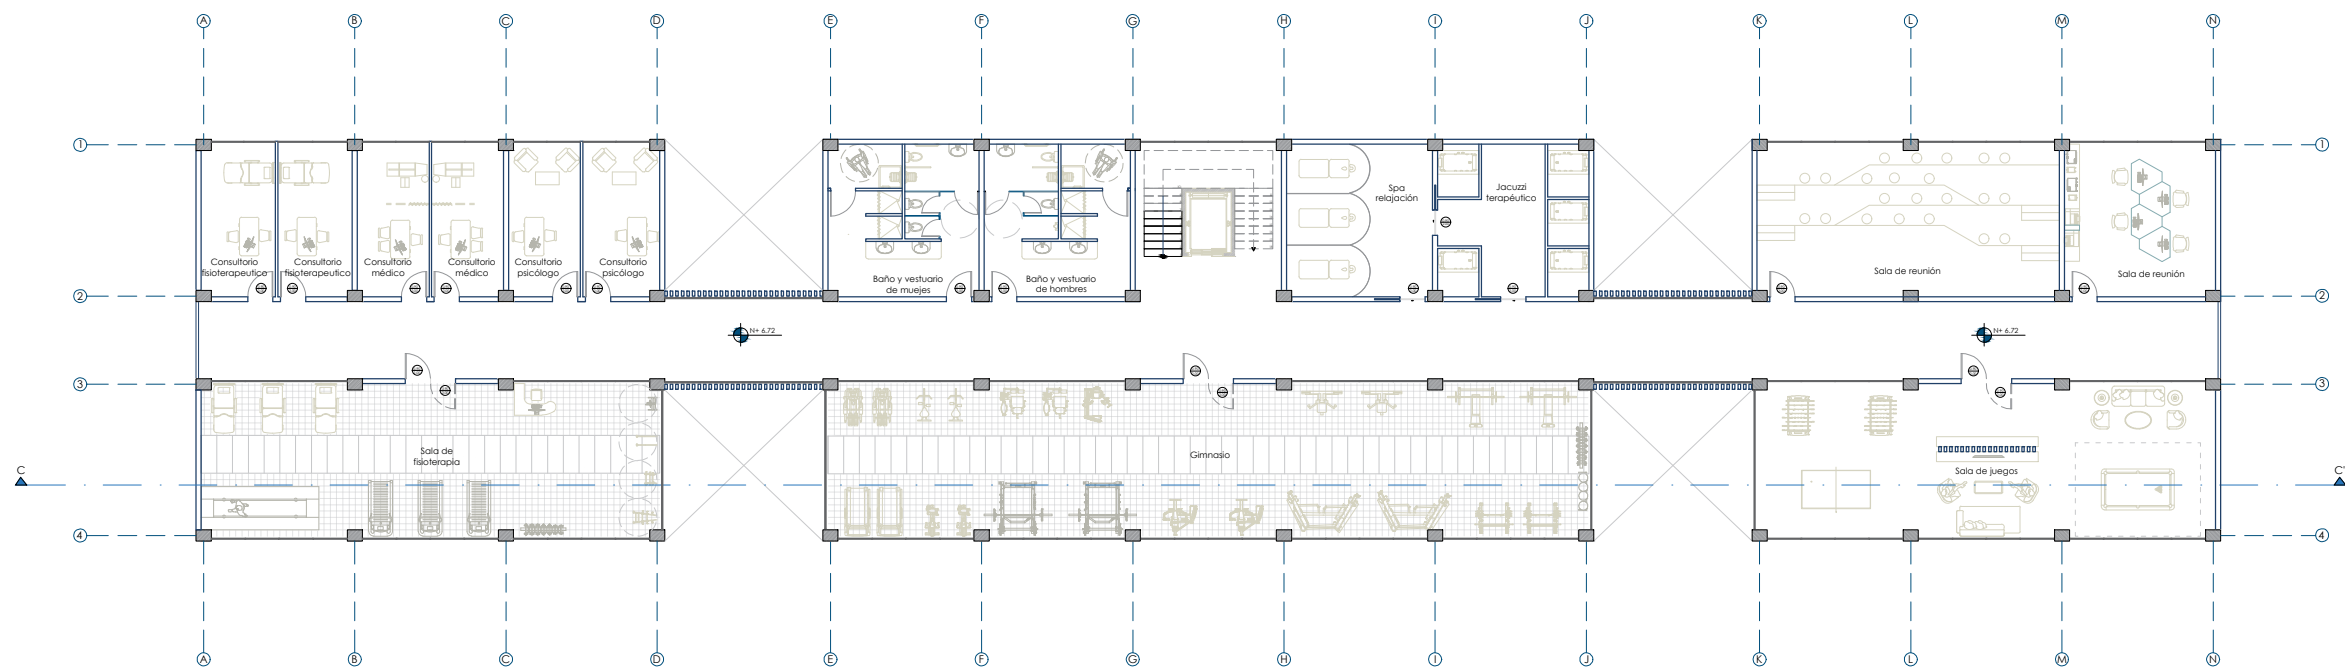 A B C D E F G H I J K L M N
1 1
Spa
relajación
Jacuzzi
terapéutico
Consultorio
fisioterapeutico
Consultorio
fisioterapeutico
Consultorio
médico
Consultorio
médico
Consultorio
psicólogo
Consultorio
psicólogo
Baño y vestuario
de muejes
Baño y vestuario
de hombres
Sala de reunión
Sala de reunión
2 2
N+ 6.72
N+ 6.72
3 3
Sala de
fisioterapia
Gimnasio
Sala de juegos
C C'
4 4
A B C D E F G H I J K L M N